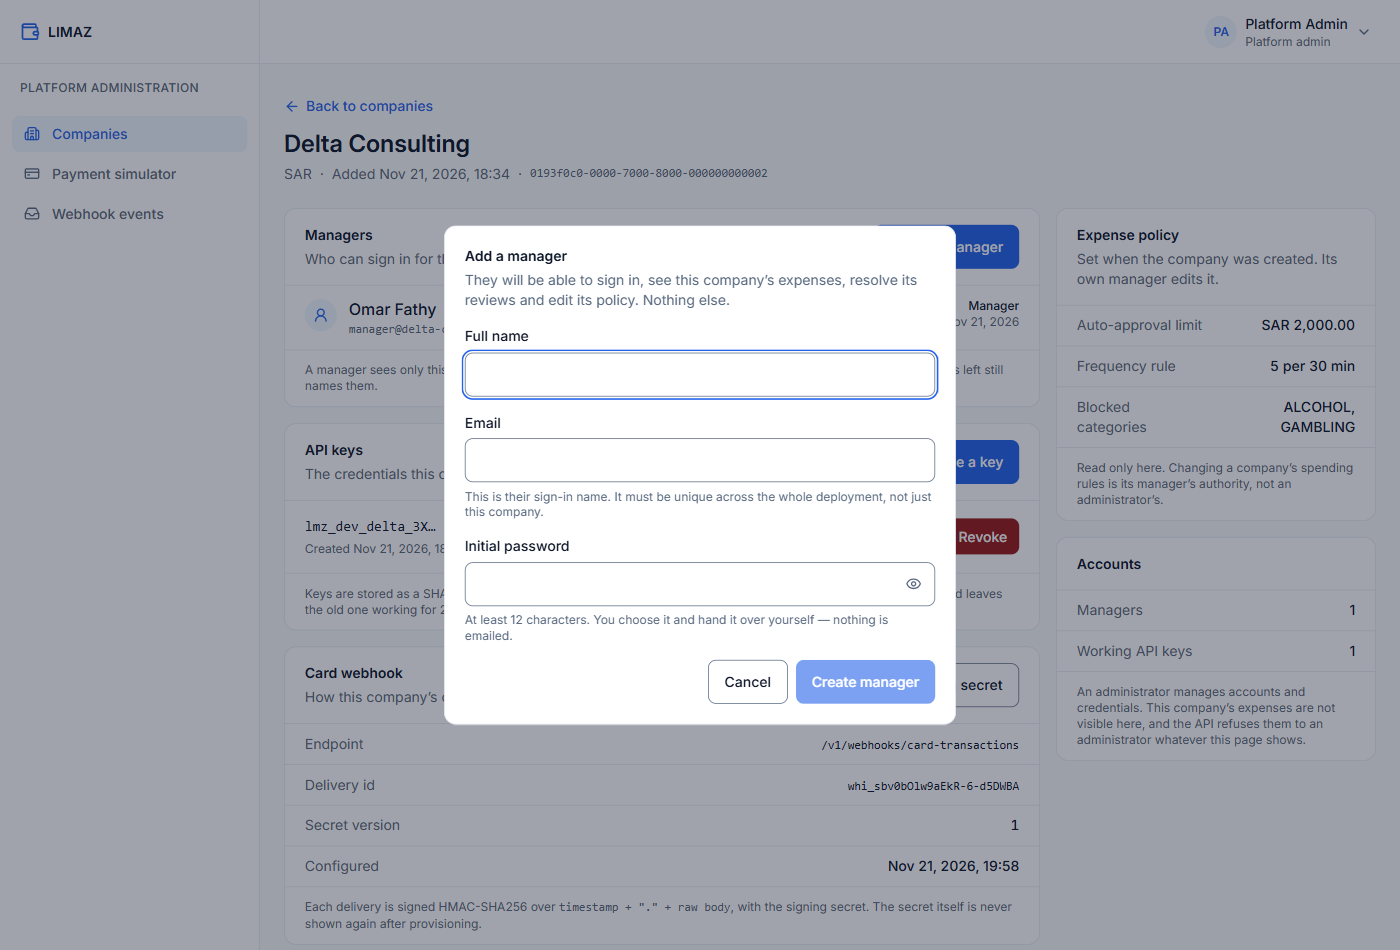 LIMAZ
PA
Platform Admin
Platform admin
PLATFORM ADMINISTRATION
Companies
Payment simulator
Webhook events
Back to companies
Delta Consulting
SAR · Added Nov 21, 2026, 18:34 · 0193f0c0-0000-7000-8000-000000000002
Managers
Who can sign in for
anager
Omar Fathy
manager@delta-
Manager
ov 21, 2026
A manager sees only this
s left still
names them.
API keys
The credentials this
e a key
lmz_dev_delta_3X…
Created Nov 21, 2026, 18
Revoke
Keys are stored as a SHA
d leaves
the old one working for 2
Card webhook
How this company's
secret
Endpoint
/v1/webhooks/card-transactions
Delivery id
whi_sbv0bOlw9aEkR-6-d5DWBA
Secret version
1
Configured
Nov 21, 2026, 19:58
Each delivery is signed HMAC-SHA256 over timestamp + "." + raw body, with the signing secret. The secret itself is never
shown again after provisioning.
Add a manager
They will be able to sign in, see this company's expenses, resolve its
reviews and edit its policy. Nothing else.
Full name
Email
This is their sign-in name. It must be unique across the whole deployment, not just
this company.
Initial password
At least 12 characters. You choose it and hand it over yourself — nothing is
emailed.
Cancel
Create manager
Expense policy
Set when the company was created. Its
own manager edits it.
Auto-approval limit
SAR 2,000.00
Frequency rule
5 per 30 min
Blocked
categories
ALCOHOL,
GAMBLING
Read only here. Changing a company's spending
rules is its manager's authority, not an
administrator's.
Accounts
Managers
1
Working API keys
1
An administrator manages accounts and
credentials. This company's expenses are not
visible here, and the API refuses them to an
administrator whatever this page shows.